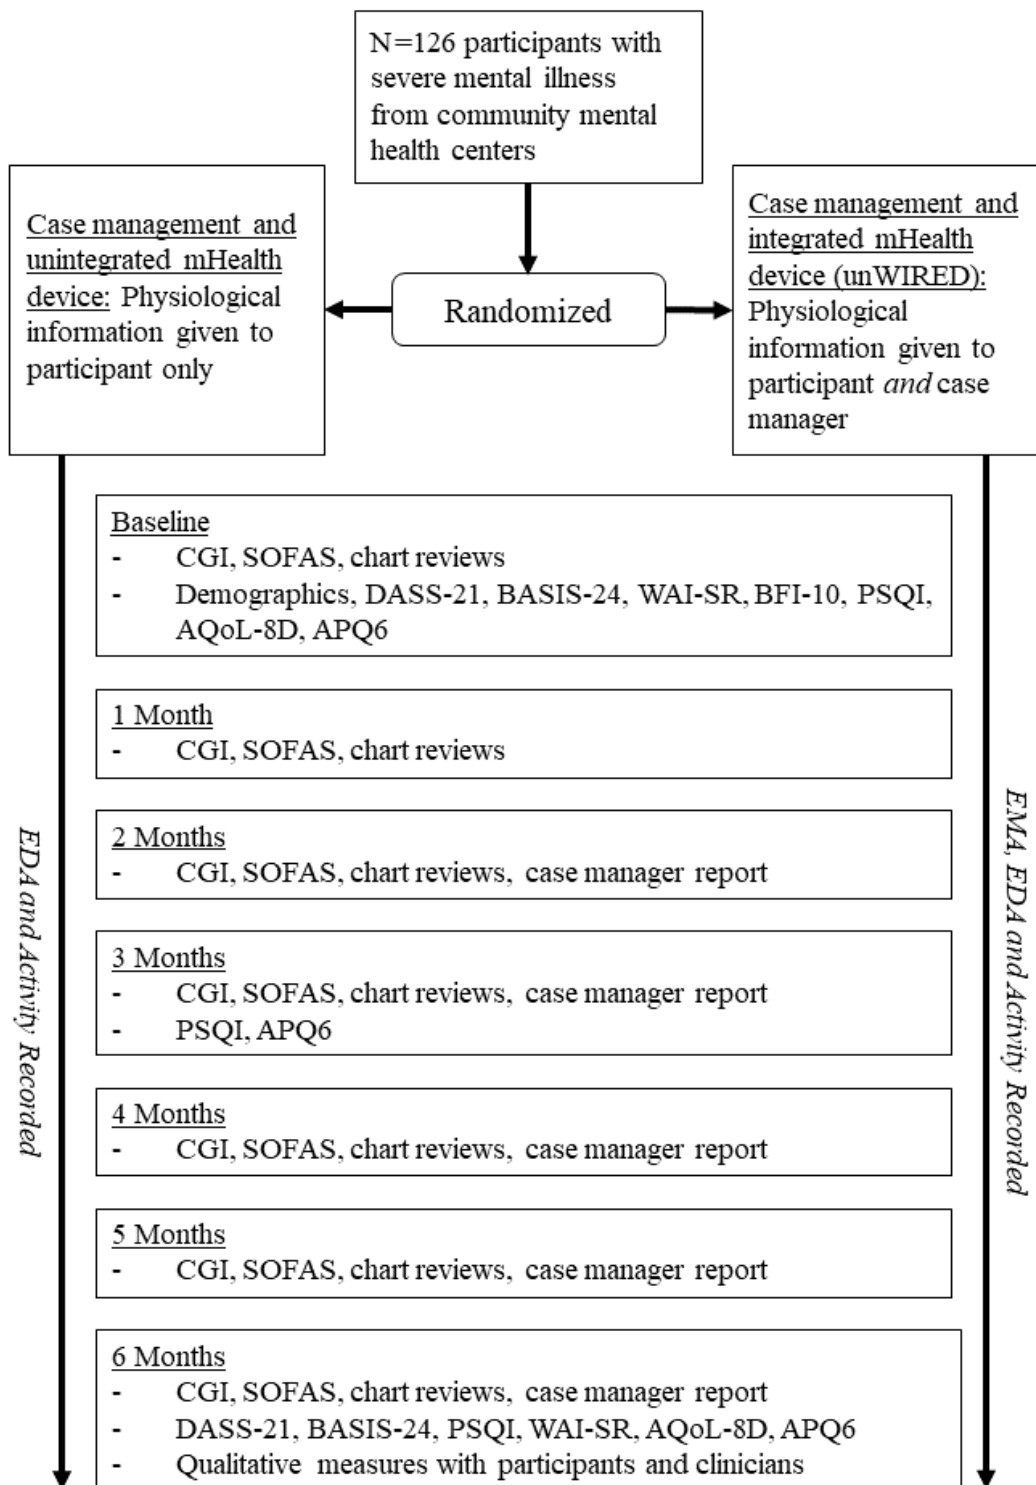 N=126 participants with
severe mental illness
from community mental
health centers
Case management and
unintegrated mHealth
device: Physiological
information given to
participant only
Randomized
Case management and
integrated mHealth
device (unWIRED):
Physiological
information given to
participant and case
manager
Baseline
- CGI, SOFAS, chart reviews
- Demographics, DASS-21, BASIS-24, WAI-SR, BFI-10, PSQI,
AQoL-8D, APQ6
1 Month
- CGI, SOFAS, chart reviews
2 Months
- CGI, SOFAS, chart reviews, case manager report
3 Months
- CGI, SOFAS, chart reviews, case manager report
- PSQI, APQ6
4 Months
- CGI, SOFAS, chart reviews, case manager report
5 Months
- CGI, SOFAS, chart reviews, case manager report
6 Months
- CGI, SOFAS, chart reviews, case manager report
- DASS-21, BASIS-24, PSQI, WAI-SR, AQoL-8D, APQ6
- Qualitative measures with participants and clinicians
EDA and Activity Recorded
EMA, EDA and Activity Recorded